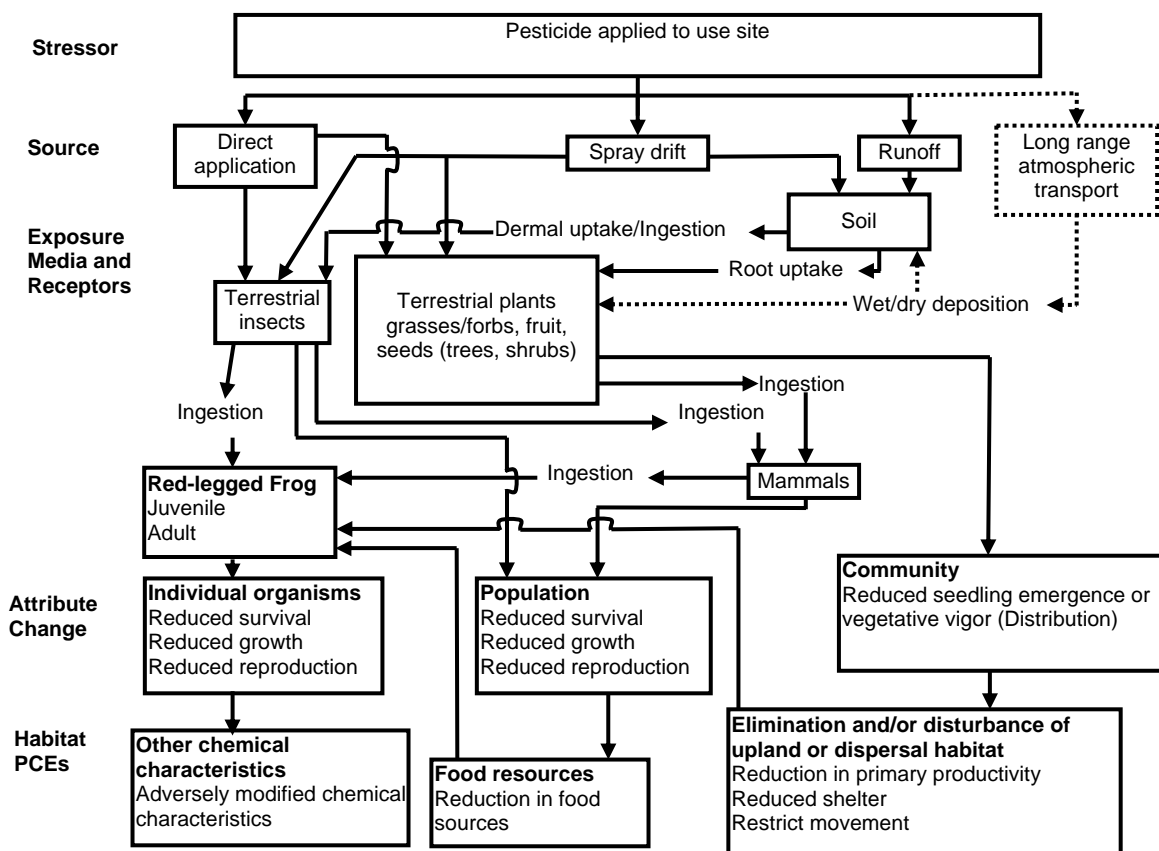 Stressor
Pesticide applied to use site
Source
Direct
application
Spray drift
Runoff
Long range
atmospheric
transport
Exposure
Media and
Receptors
Soil
Dermal uptake/Ingestion
Root uptake
Wet/dry deposition
Terrestrial
insects
Terrestrial plants
grasses/forbs, fruit,
seeds (trees, shrubs)
Ingestion
Ingestion
Ingestion
Red-legged Frog
Juvenile
Adult
Ingestion
Mammals
Attribute
Change
Individual organisms
Reduced survival
Reduced growth
Reduced reproduction
Population
Reduced survival
Reduced growth
Reduced reproduction
Community
Reduced seedling emergence or
vegetative vigor (Distribution)
Habitat
PCEs
Other chemical
characteristics
Adversely modified chemical
characteristics
Food resources
Reduction in food
sources
Elimination and/or disturbance of
upland or dispersal habitat
Reduction in primary productivity
Reduced shelter
Restrict movement